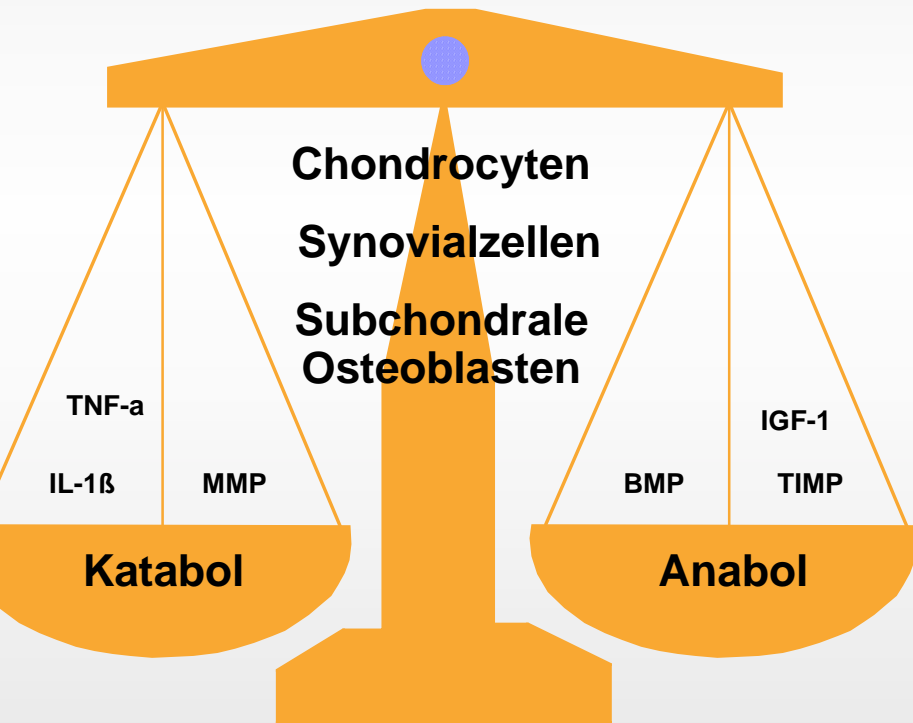 Chondrocyten
Synovialzellen
Subchondrale
Osteoblasten
TNF-a
IL-1ß
MMP
Katabol
IGF-1
BMP
TIMP
Anabol